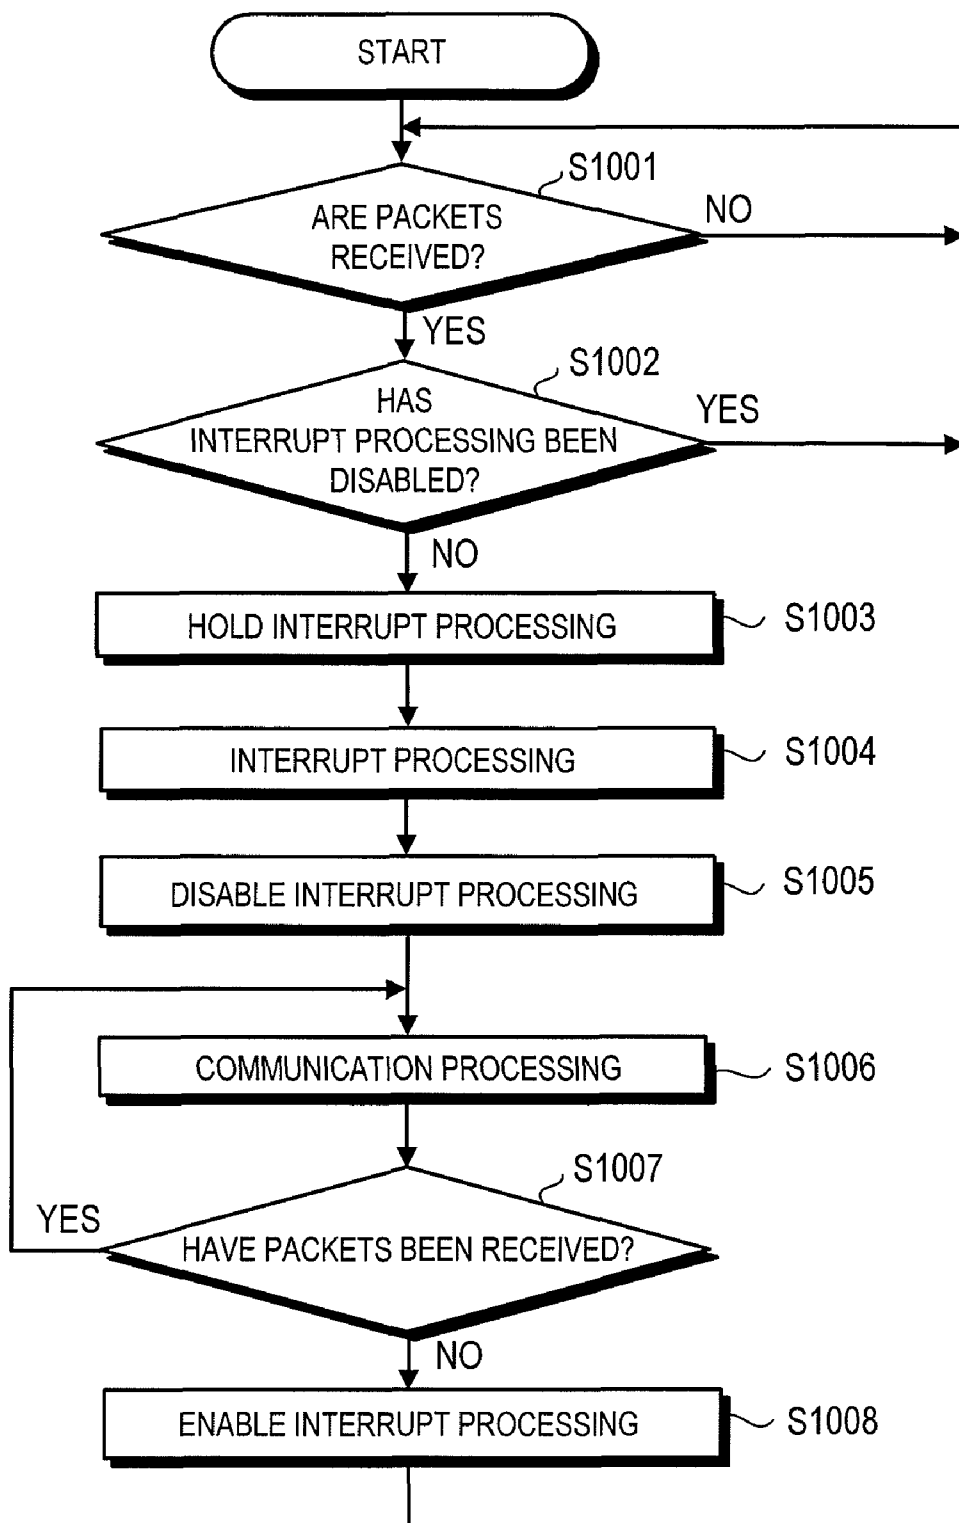 START
S1001
ARE PACKETS
RECEIVED?
NO
YES
S1002
HAS
INTERRUPT PROCESSING BEEN
DISABLED?
YES
NO
HOLD INTERRUPT PROCESSING
S1003
INTERRUPT PROCESSING
S1004
DISABLE INTERRUPT PROCESSING
S1005
COMMUNICATION PROCESSING
S1006
S1007
HAVE PACKETS BEEN RECEIVED?
YES
NO
ENABLE INTERRUPT PROCESSING
S1008